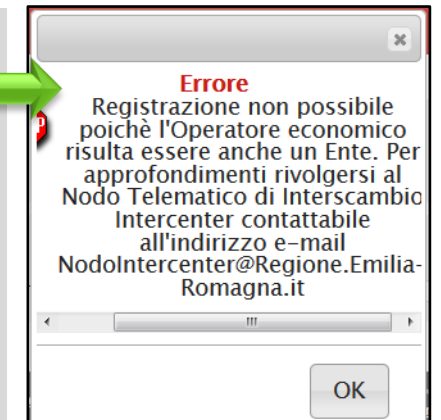 Errore
Registrazione non possibile
poichè l'Operatore economico
risulta essere anche un Ente. Per
approfondimenti rivolgersi al
Nodo Telematico di Interscambio
Intercenter contattabile
all'indirizzo e-mail
NodoIntercenter@Regione.Emilia-
Romagna.it
OK